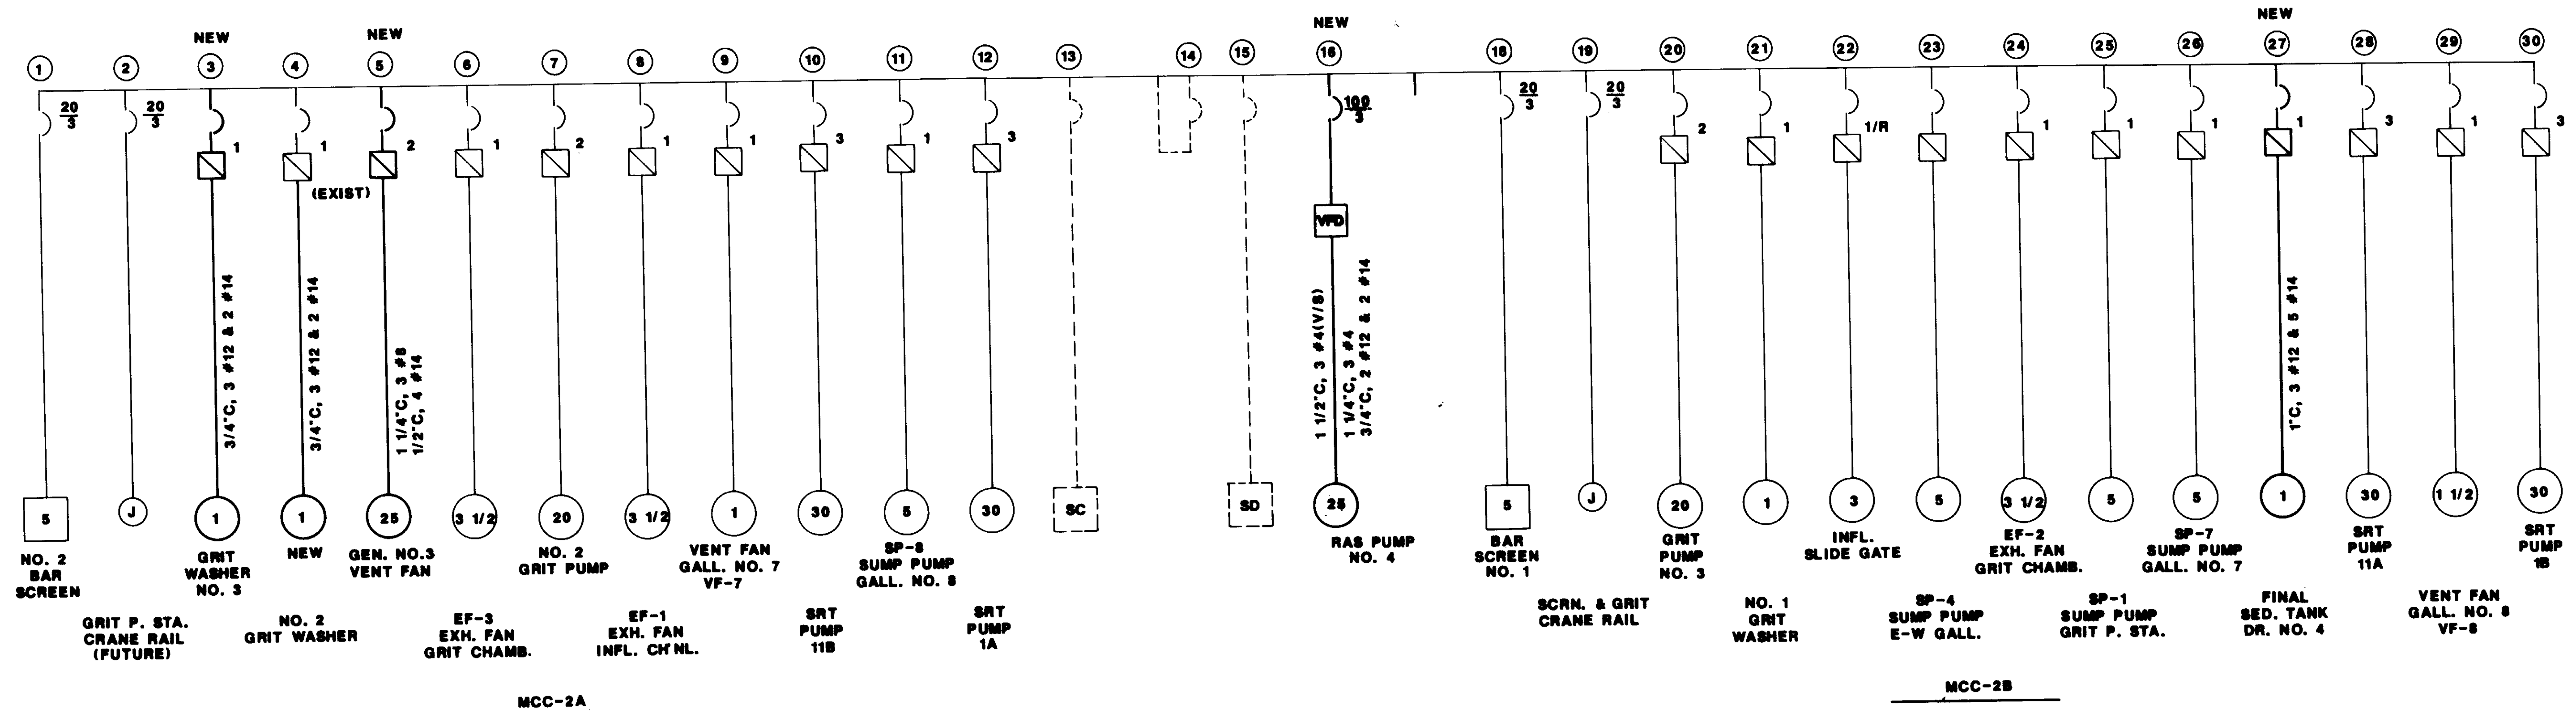 NEW
NEW
NEW
NEW
1
2
3
4
5
6
7
8
9
10
11
12
13
14
15
16
18
19
20
21
22
23
24
25
26
27
28
29
30
20
3
20
3
100
3
20
3
20
3
1
1
2
1
2
1
1
3
1
3
2
1
1/R
1
1
1
1
3
1
3
(EXIST)
VFD
3/4"C, 3 #12 & 2 #14
3/4"C, 3 #12 & 2 #14
1 1/4"C, 3 #8
1/2"C, 4 #14
1 1/2"C, 3 #4(V/S)
1 1/4"C, 3 #4
3/4"C, 2 #12 & 2 #14
1"C, 3 #12 & 5 #14
5
J
1
1
25
3 1/2
20
3 1/2
1
30
5
30
SC
SD
25
5
J
20
1
3
5
3 1/2
5
5
1
30
1 1/2
30
NO. 2
BAR
SCREEN
GRIT P. STA.
CRANE RAIL
(FUTURE)
GRIT
WASHER
NO. 3
NEW
NO. 2
GRIT WASHER
GEN. NO.3
VENT FAN
EF-3
EXH. FAN
GRIT CHAMB.
NO. 2
GRIT PUMP
EF-1
EXH. FAN
INFL. CH'NL.
VENT FAN
GALL. NO. 7
VF-7
SRT
PUMP
11B
SP-8
SUMP PUMP
GALL. NO. 8
SRT
PUMP
1A
RAS PUMP
NO. 4
BAR
SCREEN
NO. 1
SCRN. & GRIT
CRANE RAIL
GRIT
PUMP
NO. 3
NO. 1
GRIT
WASHER
INFL.
SLIDE GATE
SP-4
SUMP PUMP
E-W GALL.
EF-2
EXH. FAN
GRIT CHAMB.
SP-1
SUMP PUMP
GRIT P. STA.
SP-7
SUMP PUMP
GALL. NO. 7
FINAL
SED. TANK
DR. NO. 4
SRT
PUMP
11A
VENT FAN
GALL. NO. 8
VF-8
SRT
PUMP
1B
MCC-2A
MCC-2B